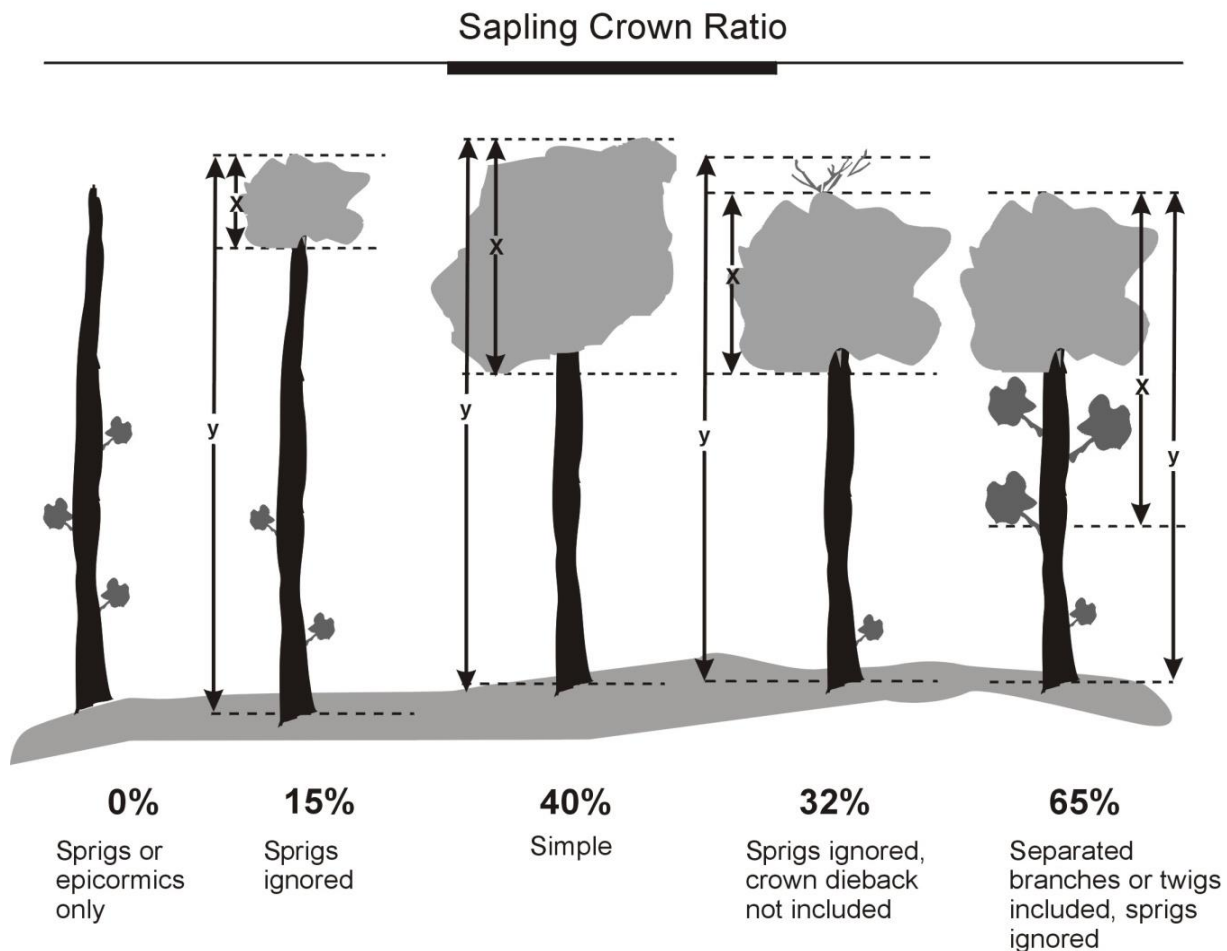 Sapling Crown Ratio
X
y
X
y
X
y
X
y
0%
15%
40%
32%
65%
Sprigs or
epicormics
only
Sprigs
ignored
Simple
Sprigs ignored,
crown dieback
not included
Separated
branches or twigs
included, sprigs
ignored